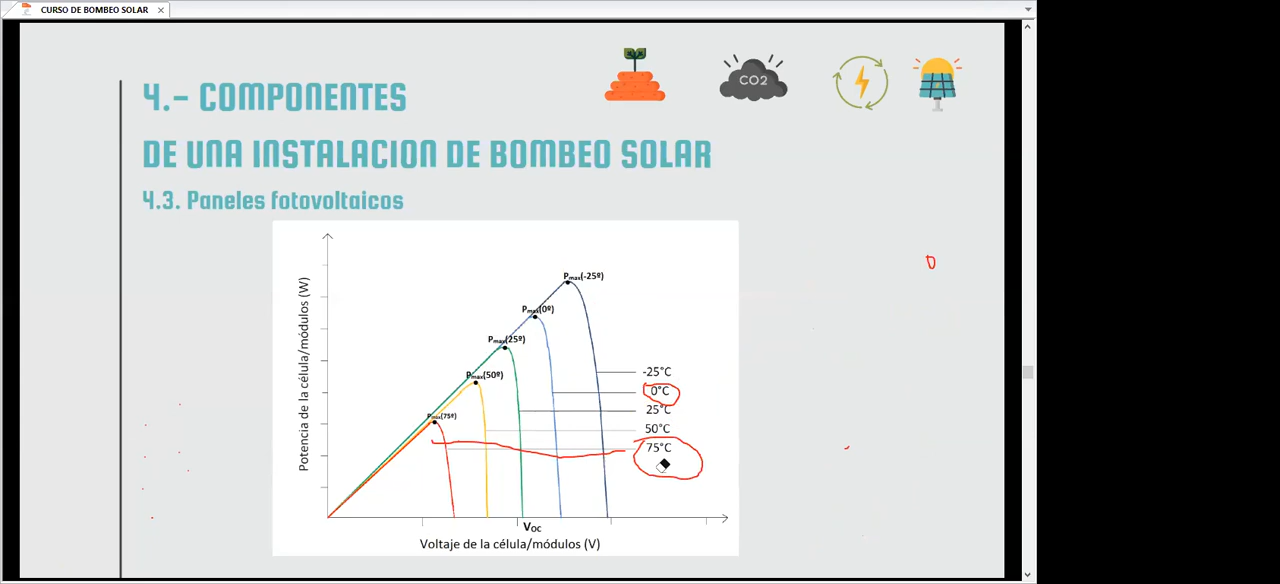 CURSO DE BOMBEO SOLAR
4.- COMPONENTES
CO2
DE UNA INSTALACION DE BOMBEO SOLAR
4.3. Paneles fotovoltaicos
0
Potencia de la célula/módulos (W)
Pmax(-25º)
Pmax(0º)
Pmax(25º)
Pmax(50º)
Pmax(75º)
-25°C
0°C
25°C
50°C
75°C
Voc
Voltaje de la célula/módulos (V)